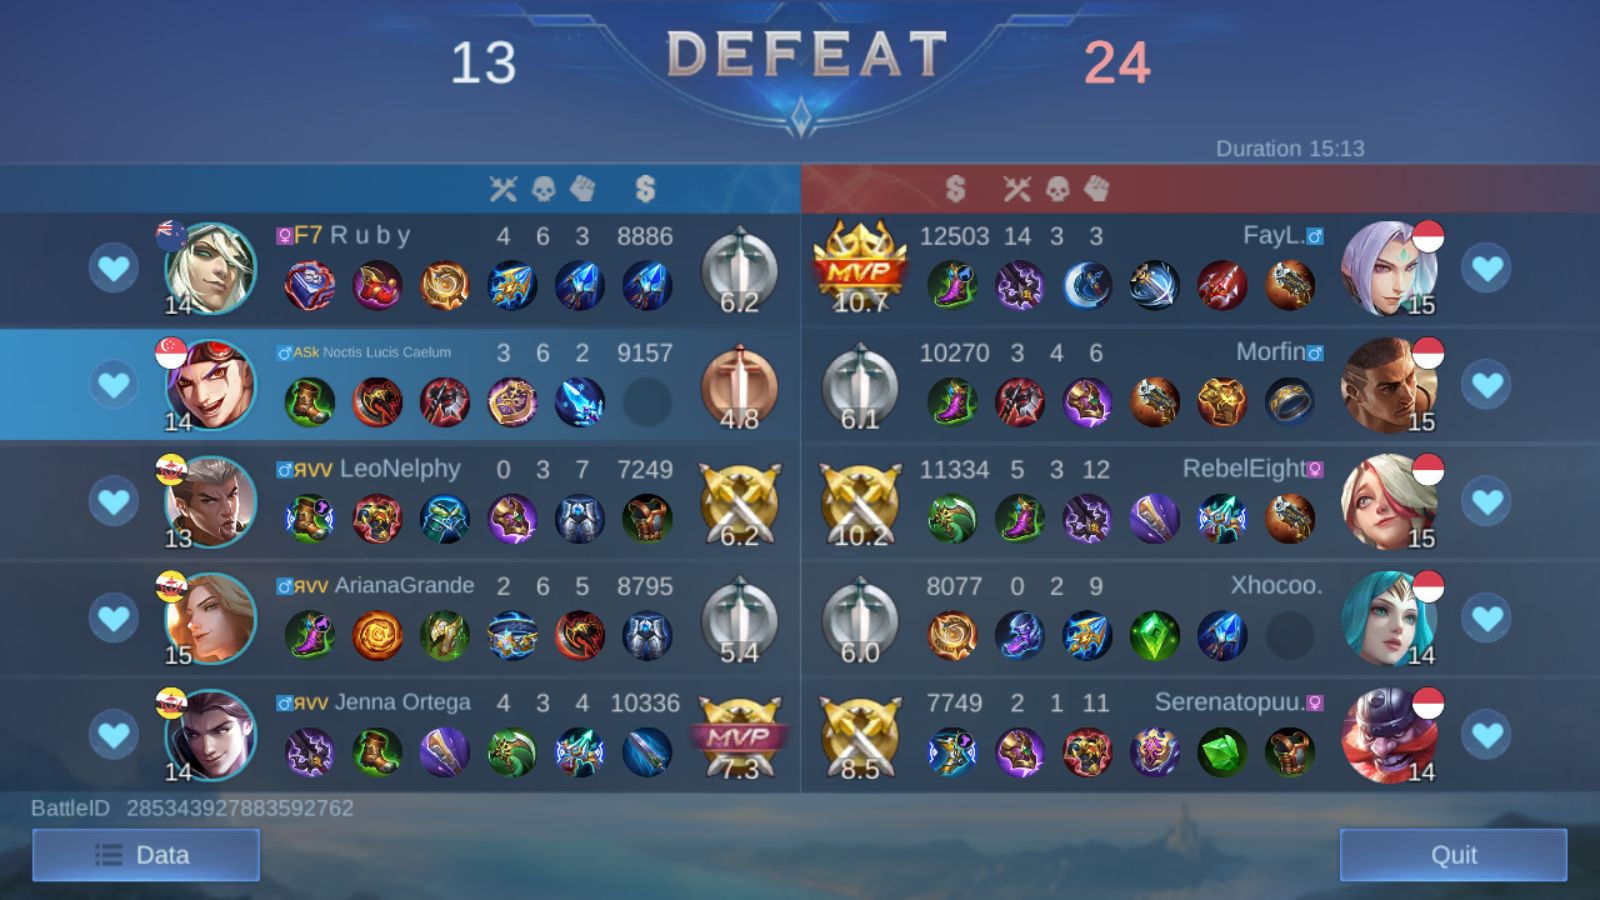 13 DEFEAT 24
Duration 15:13
F7 R u b y 4 6 3 8886
14 6.2
MVP 12503 14 3 3 FayL.
10.7 15
ASk Noctis Lucis Caelum 3 6 2 9157
14 4.8
10270 3 4 6 Morfin
6.1 15
ЯVV LeoNelphy 0 3 7 7249
13 6.2
11334 5 3 12 RebelEight
10.2 15
ЯVV ArianaGrande 2 6 5 8795
15 5.4
8077 0 2 9 Xhocoo.
6.0 14
ЯVV Jenna Ortega 4 3 4 10336
MVP
14 7.3
7749 2 1 11 Serenatopuu.
8.5 14
BattleID 285343927883592762
Data
Quit